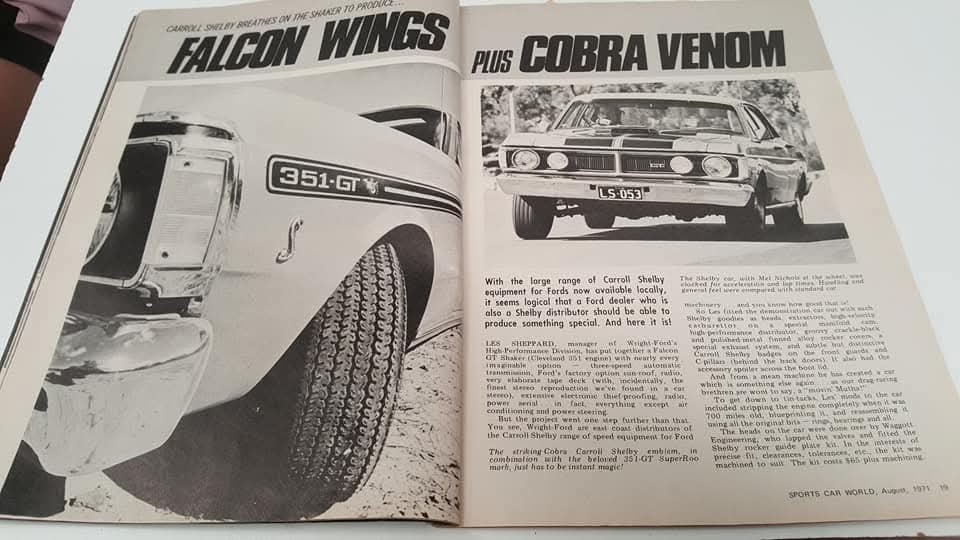 CARROLL SHELBY BREATHES ON THE SHAKER TO PRODUCE...
FALCON WINGS
351-GT
PLUS COBRA VENOM
GT
LS·053
With the large range of Carroll Shelby
equipment for Fords now available locally,
it seems logical that a Ford dealer who is
also a Shelby distributor should be able to
produce something special. And here it is!
LES SHEPPARD, manager of Wright-Ford's
High-Performance Division, has put together a Falcon
GT Shaker (Cleveland 351 engine) with nearly every
imaginable option — three-speed automatic
transmission, Ford's factory option sun-roof, radio,
very elaborate tape deck (with, incidentally, the
finest stereo reproduction we've found in a car
stereo), extensive electronic thief-proofing, radio,
power aerial . . . in fact, everything except air
conditioning and power steering.
But the project went one step further than that.
You see, Wright-Ford are east coast distributors of
the Carroll Shelby range of speed equipment for Ford
The striking Cobra Carroll Shelby emblem, in
combination with the beloved 351-GT SuperRoo
mark, just has to be instant magic!
The Shelby car, with Mel Nichols at the wheel, was
clocked for acceleration and lap times. Handling and
general feel were compared with standard car.
machinery . . . and you know how good that is!
So Les fitted the demonstration car out with such
Shelby goodies as heads, extractors, high-velocity
carburettor on a special manifold, cam,
high-performance distributor, groovy crackle-black
and polished-metal finned alloy rocker covers, a
special exhaust system, and subtle but distinctive
Carroll Shelby badges on the front guards, and
C-pillars (behind the back doors). It also had the
accessory spoiler across the boot lid.
And from a mean machine he has created a car
which is something else again . . . as our drag-racing
brethren are wont to say, a "movin' Mutha!"
To get down to tin-tacks, Les' mods to the car
included stripping the engine completely when it was
700 miles old, blueprinting it, and reassembling it
using all the original bits — rings, bearings and all.
The heads on the car were done over by Waggott
Engineering, who lapped the valves and fitted the
Shelby rocker guide plate kit. In the interests of
precise fit, clearances, tolerances, etc., the kit was
machined to suit. The kit costs $65 plus machining.
SPORTS CAR WORLD, August, 1971 19